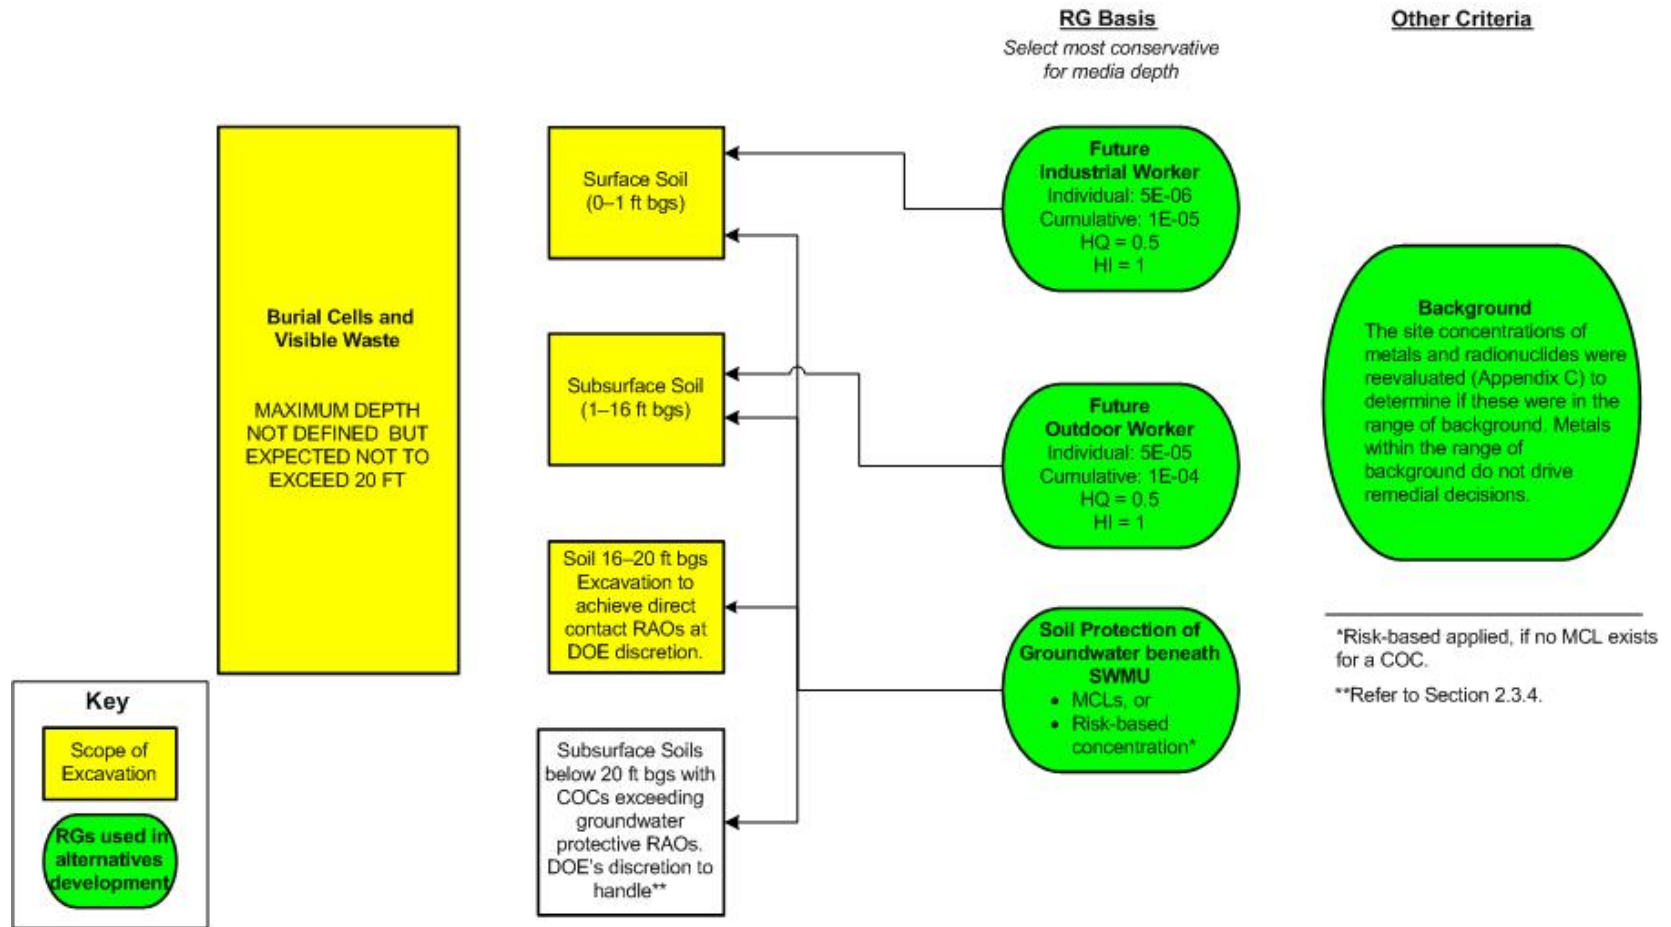 RG Basis
Select most conservative
for media depth
Other Criteria
Burial Cells and
Visible Waste
MAXIMUM DEPTH
NOT DEFINED BUT
EXPECTED NOT TO
EXCEED 20 FT
Surface Soil
(0–1 ft bgs)
Subsurface Soil
(1–16 ft bgs)
Soil 16–20 ft bgs
Excavation to
achieve direct
contact RAOs at
DOE discretion.
Subsurface Soils
below 20 ft bgs with
COCs exceeding
groundwater
protective RAOs.
DOE's discretion to
handle**
Future
Industrial Worker
Individual: 5E-06
Cumulative: 1E-05
HQ = 0.5
HI = 1
Future
Outdoor Worker
Individual: 5E-05
Cumulative: 1E-04
HQ = 0.5
HI = 1
Soil Protection of
Groundwater beneath
SWMU
• MCLs, or
• Risk-based
concentration*
Background
The site concentrations of
metals and radionuclides were
reevaluated (Appendix C) to
determine if these were in the
range of background. Metals
within the range of
background do not drive
remedial decisions.
*Risk-based applied, if no MCL exists
for a COC.
**Refer to Section 2.3.4.
Key
Scope of
Excavation
RGs used in
alternatives
development